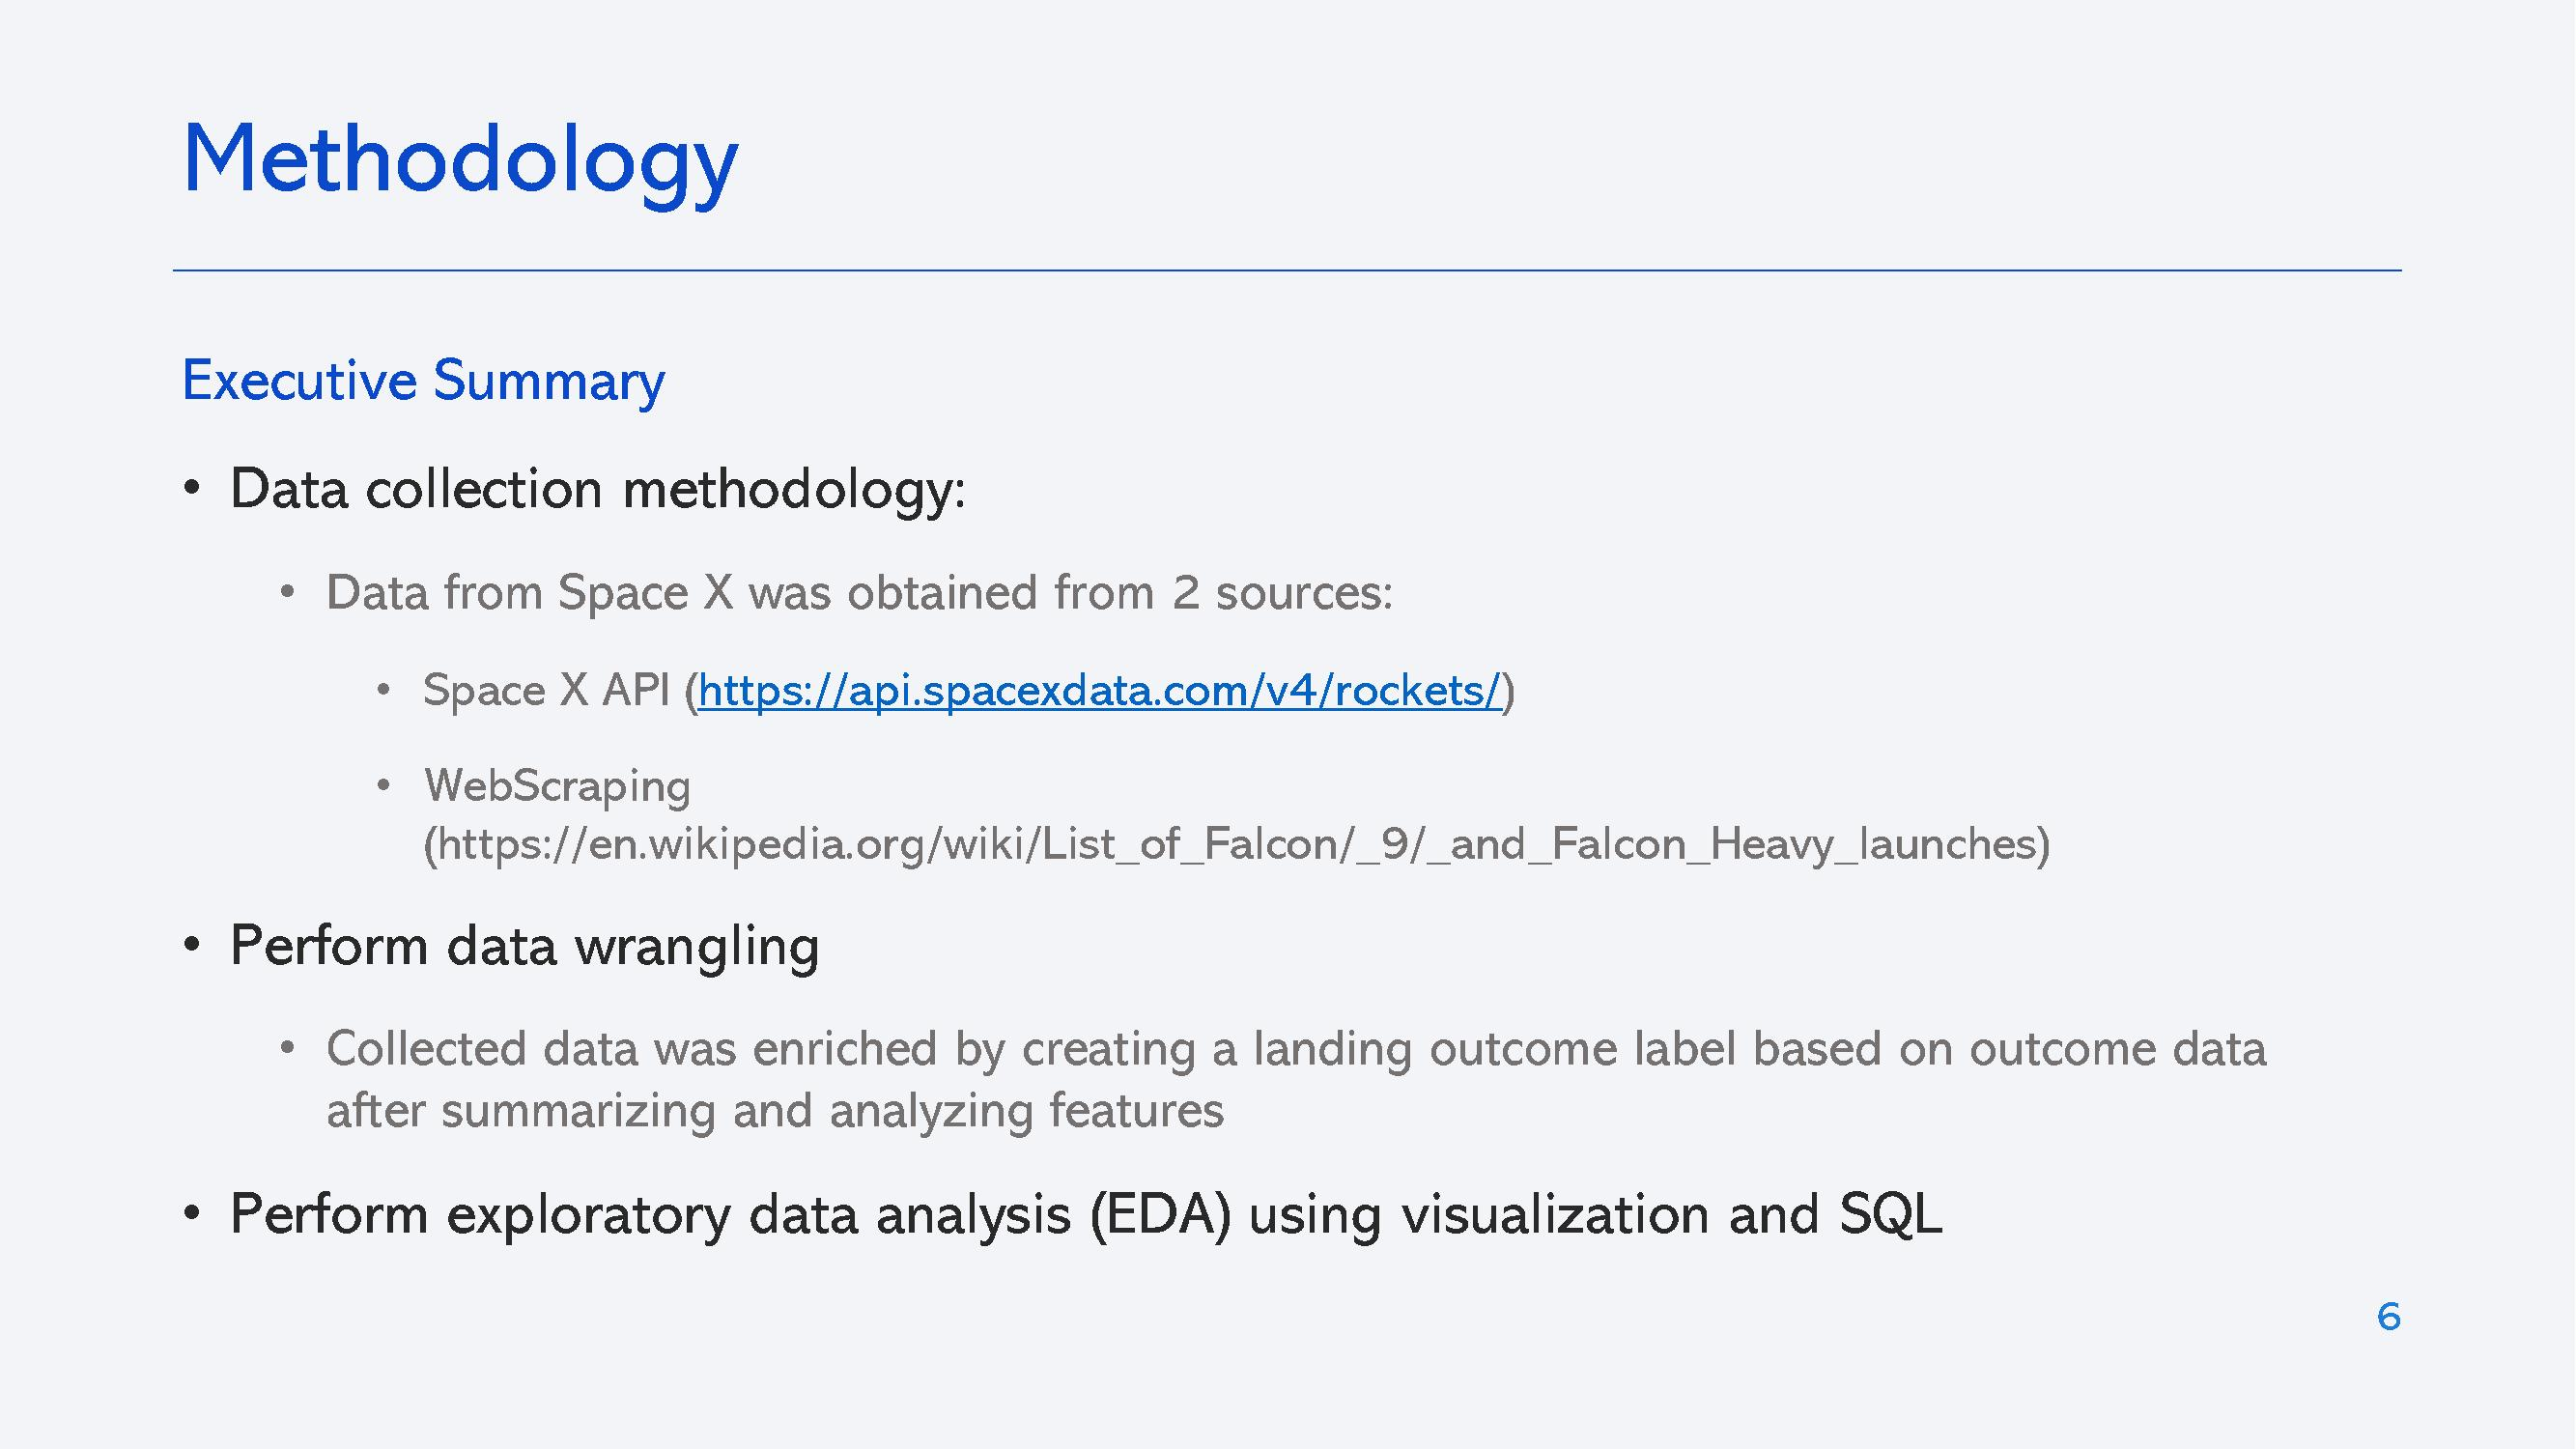 Methodology
Executive Summary
• Data collection methodology:
• Data from Space X was obtained from 2 sources:
• Space X API (https://api.spacexdata.com/v4/rockets/)
• WebScraping
(https://en.wikipedia.org/wiki/List_of_Falcon/_9/_and_Falcon_Heavy_launches)
• Perform data wrangling
• Collected data was enriched by creating a landing outcome label based on outcome data
after summarizing and analyzing features
• Perform exploratory data analysis (EDA) using visualization and SQL
6